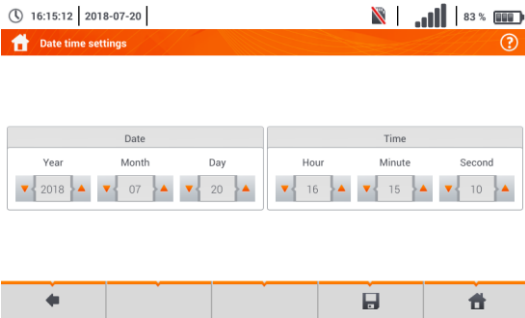 16:15:12 2018-07-20 83 %
Date time settings ?
Date Time
Year Month Day Hour Minute Second
2018 07 20 16 15 10